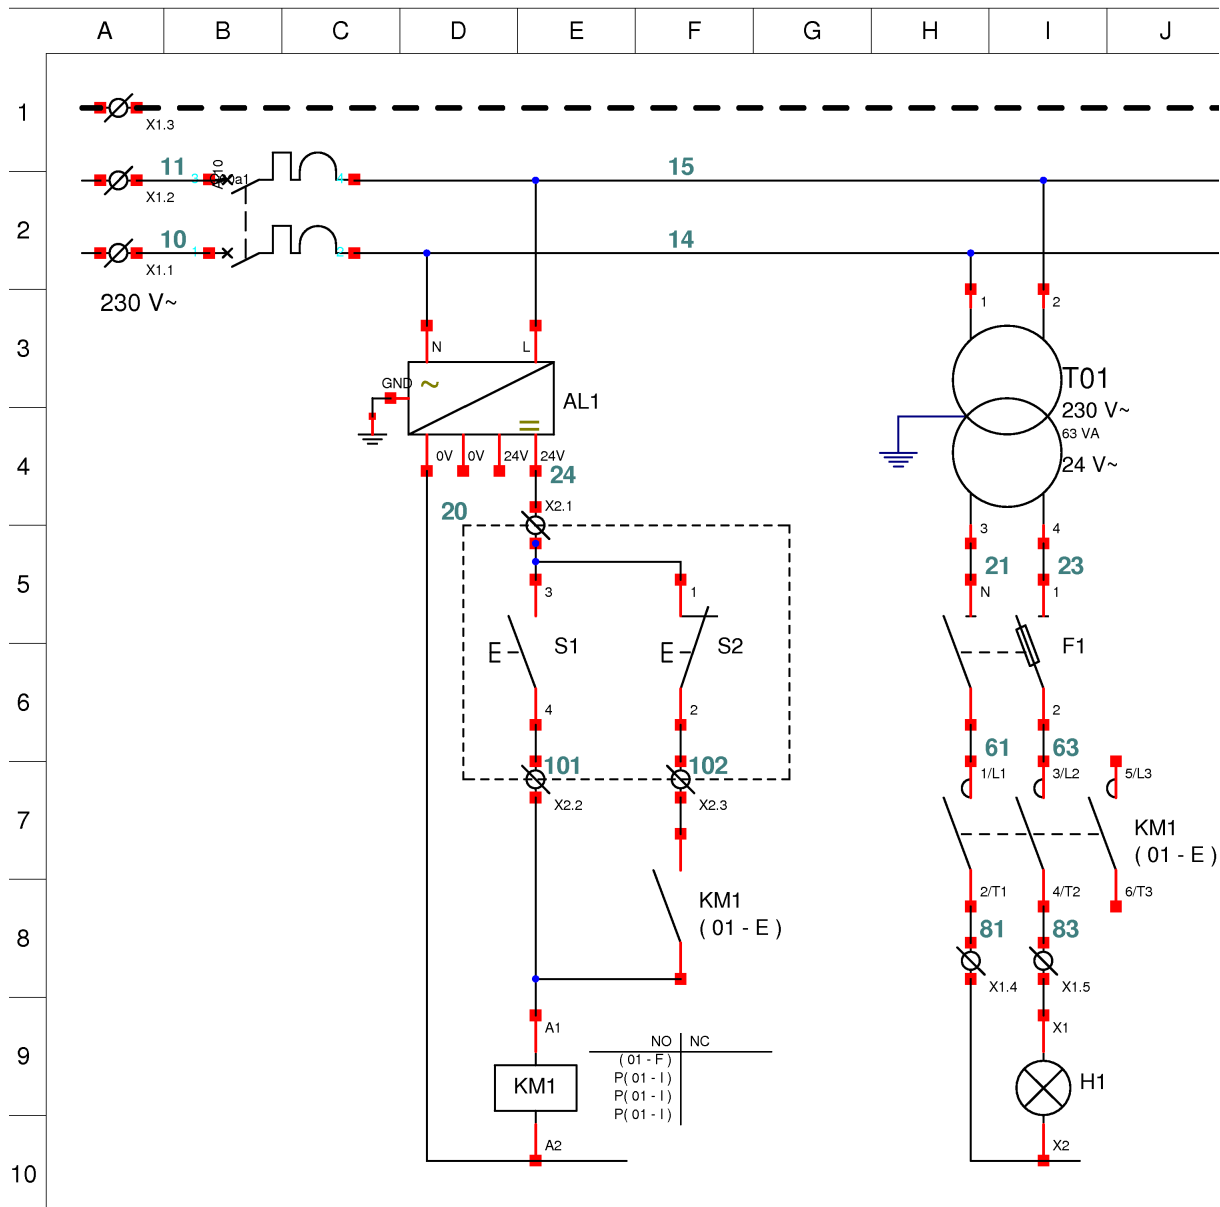 A B C D E F G H I J
1
X1.3
11 15
3 4
X1.2
2
10 14
1 2
X1.1
230 V~
1 2
3
N L
GND ~
AL1
T01
230 V~
63 VA
24 V~
4
0V 0V 24V 24V
24
20 X2.1
3 4
21 23
5
3 1 N 1
S1 S2 F1
E E
6
4 2 2
101 102 61 63
1/L1 3/L2 5/L3
X2.2 X2.3
7
KM1
( 01 - E )
2/T1 4/T2 6/T3
KM1
( 01 - E )
8
81 83
X1.4 X1.5
A1 X1
9
NO NC
( 01 - F )
P( 01 - I )
P( 01 - I )
P( 01 - I )
KM1
H1
A2 X2
10